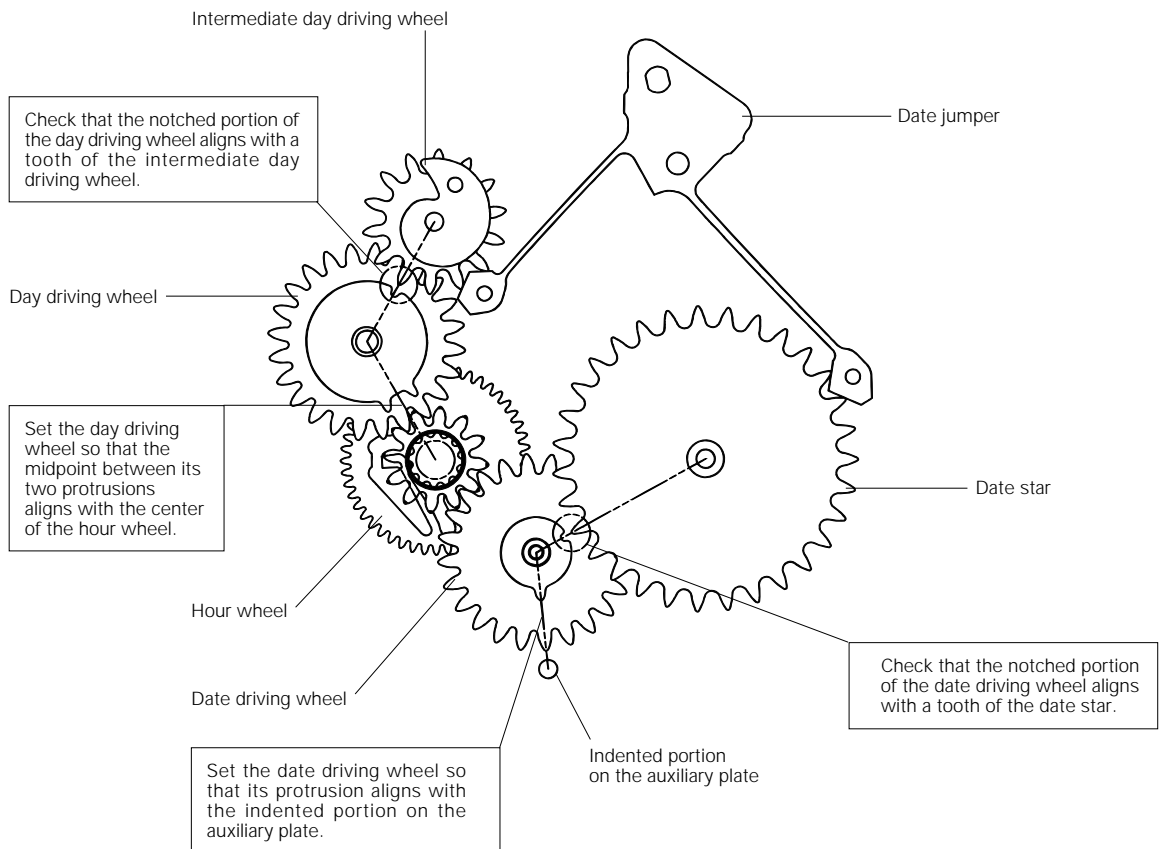 Intermediate day driving wheel
Check that the notched portion of
the day driving wheel aligns with a
tooth of the intermediate day
driving wheel.
Date jumper
Day driving wheel
Set the day driving
wheel so that the
midpoint between its
two protrusions
aligns with the center
of the hour wheel.
Date star
Hour wheel
Check that the notched portion
of the date driving wheel aligns
with a tooth of the date star.
Date driving wheel
Indented portion
on the auxiliary plate
Set the date driving wheel so
that its protrusion aligns with
the indented portion on the
auxiliary plate.